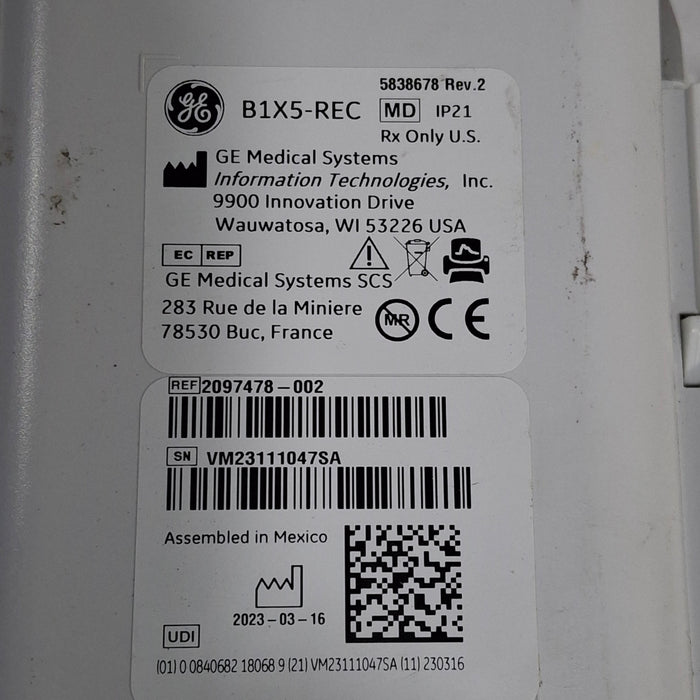 5838678 Rev.2
GE B1X5-REC MD IP21
Rx Only U.S.
GE Medical Systems
Information Technologies, Inc.
9900 Innovation Drive
Wauwatosa, WI 53226 USA
EC REP
GE Medical Systems SCS
283 Rue de la Miniere
78530 Buc, France
MR CE
REF 2097478-002
SN VM23111047SA
Assembled in Mexico
2023-03-16
UDI
(01) 0 0840682 18068 9 (21) VM23111047SA (11) 230316